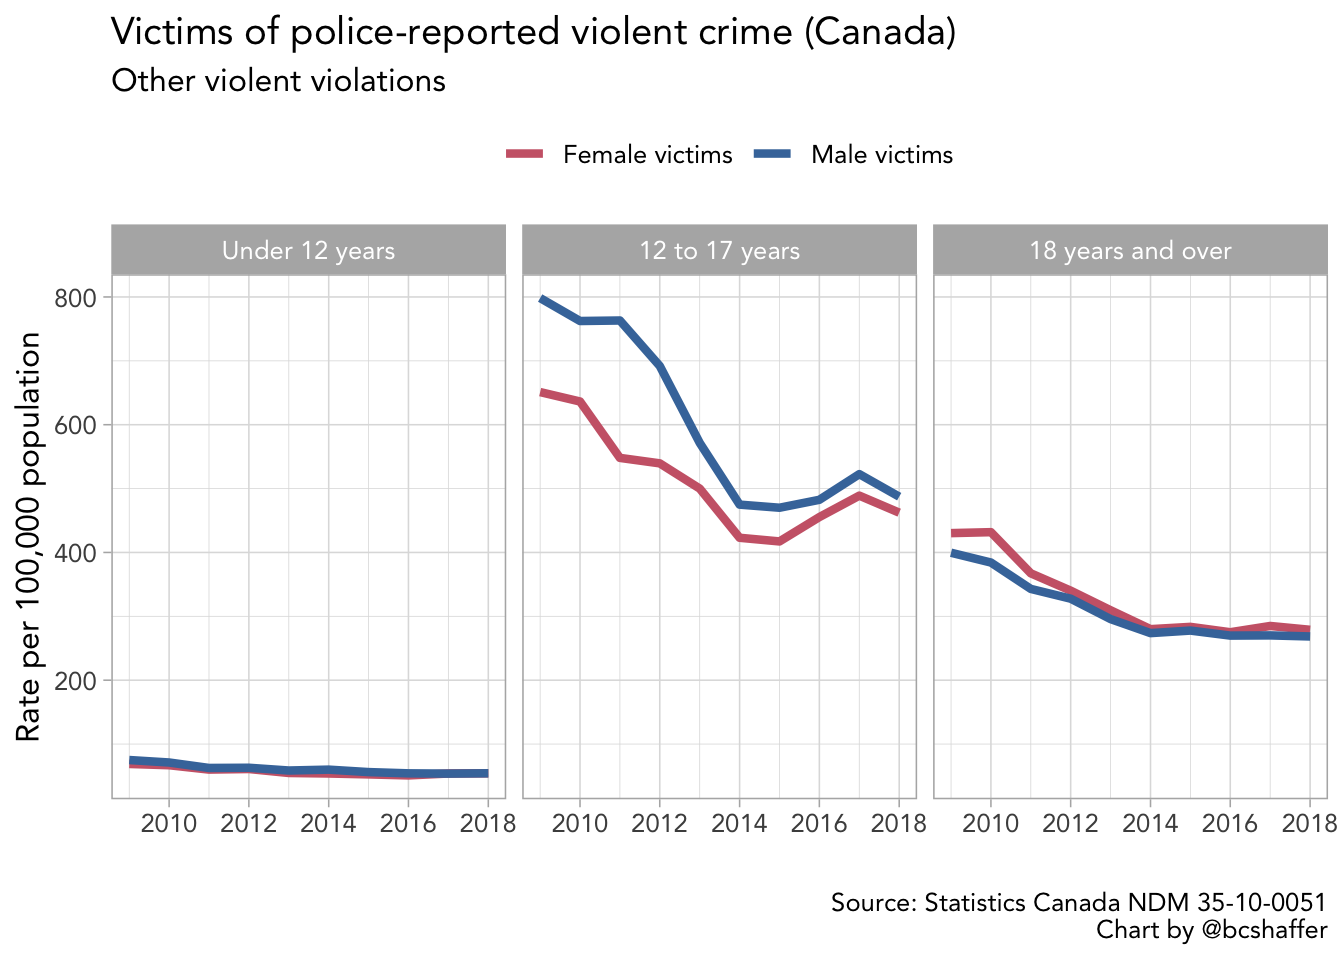 Victims of police-reported violent crime (Canada)
Other violent violations
Female victims Male victims
Under 12 years 12 to 17 years 18 years and over
Rate per 100,000 population
800
600
400
200
2010 2012 2014 2016 2018 2010 2012 2014 2016 2018 2010 2012 2014 2016 2018
Source: Statistics Canada NDM 35-10-0051
Chart by @bcshaffer